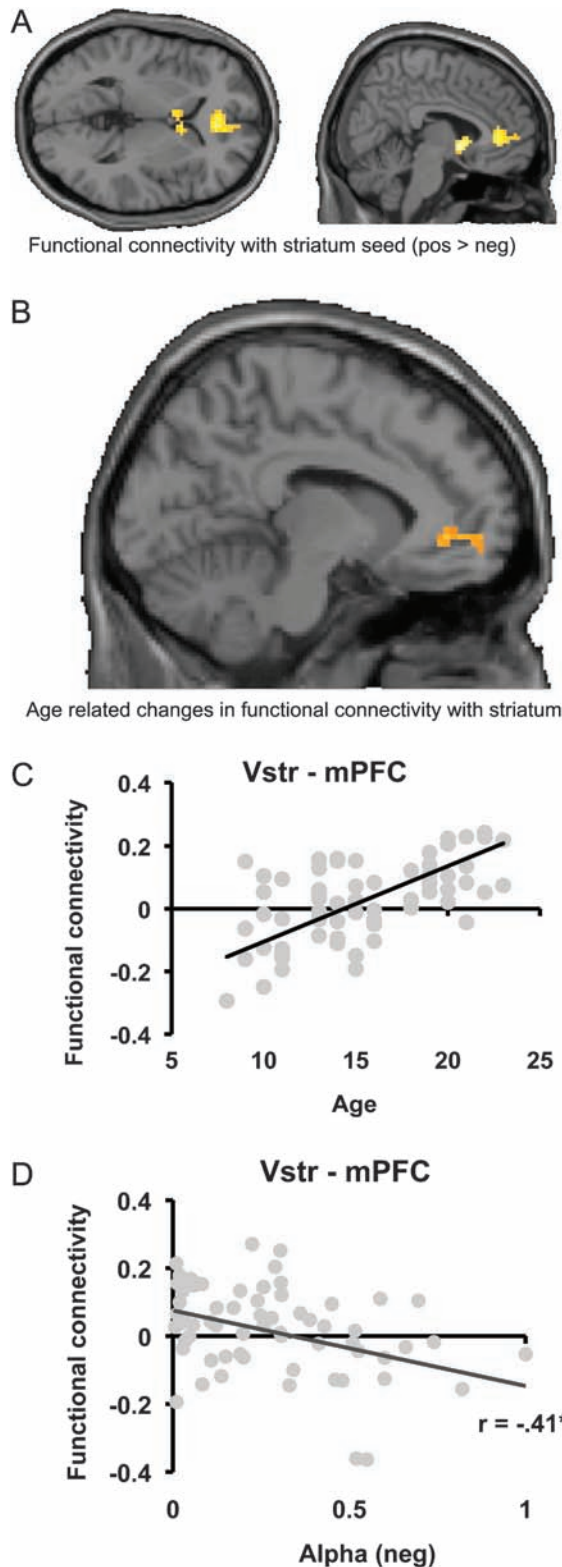 A
Functional connectivity with striatum seed (pos > neg)
B
Age related changes in functional connectivity with striatum
C
Vstr - mPFC
Functional connectivity
0.4
0.2
0
-0.2
-0.4
5 10 15 20 25
Age
D
Vstr - mPFC
Functional connectivity
0.4
0.2
0
-0.2
-0.4
r = -.41*
0 0.5 1
Alpha (neg)